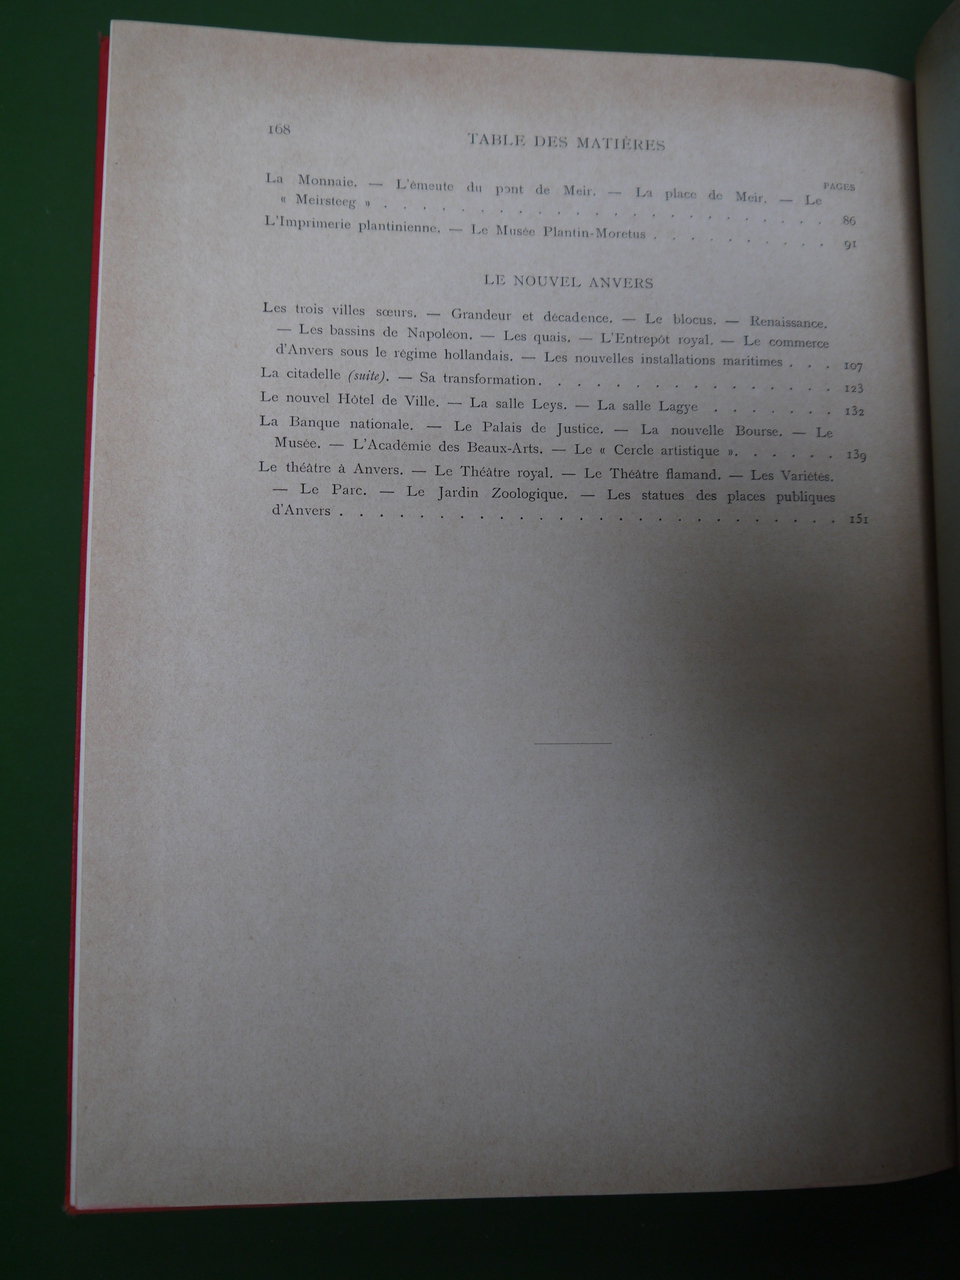 168
TABLE DES MATIÈRES
PAGES
La Monnaie. — L'émeute du pont de Meir. — La place de Meir. — Le
« Meirsteeg » . . . . . . . . . . . . . . . . . . . . . . . 86
L'Imprimerie plantinienne. — Le Musée Plantin-Moretus . . . . . . . . . . 91
LE NOUVEL ANVERS
Les trois villes sœurs. — Grandeur et décadence. — Le blocus. — Renaissance.
— Les bassins de Napoléon. — Les quais. — L'Entrepôt royal. — Le commerce
d'Anvers sous le régime hollandais. — Les nouvelles installations maritimes . . . 107
La citadelle (suite). — Sa transformation. . . . . . . . . . . . . . . . 123
Le nouvel Hôtel de Ville. — La salle Leys. — La salle Lagye . . . . . . . 132
La Banque nationale. — Le Palais de Justice. — La nouvelle Bourse. — Le
Musée. — L'Académie des Beaux-Arts. — Le « Cercle artistique ». . . . . . 139
Le théâtre à Anvers. — Le Théâtre royal. — Le Théâtre flamand. — Les Variétés.
— Le Parc. — Le Jardin Zoologique. — Les statues des places publiques
d'Anvers . . . . . . . . . . . . . . . . . . . . . . . . . . 151